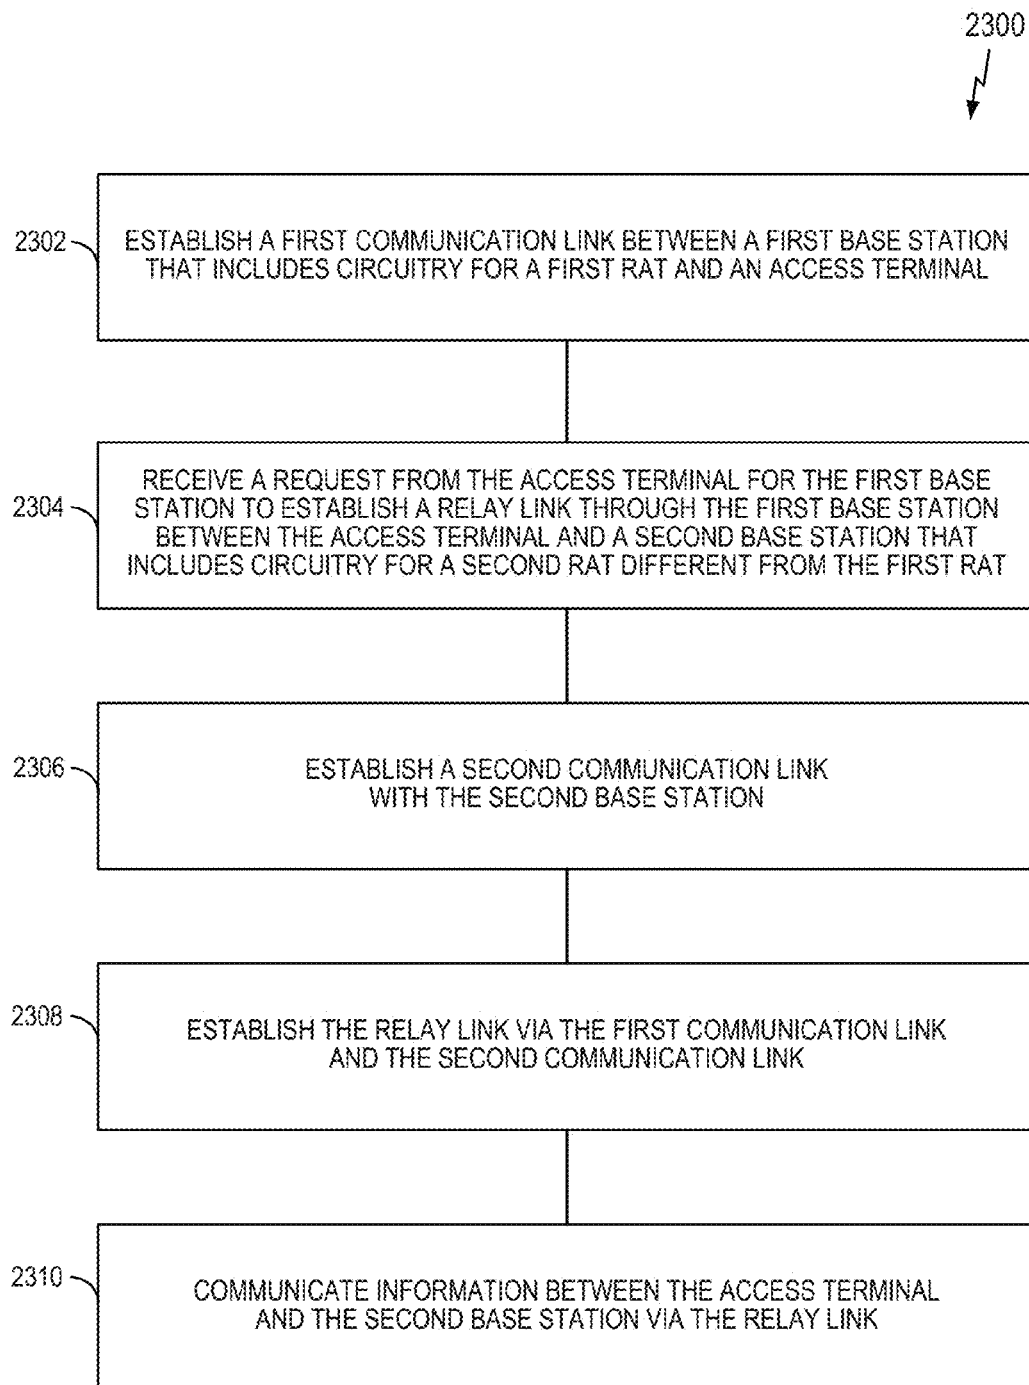 2300
2302
ESTABLISH A FIRST COMMUNICATION LINK BETWEEN A FIRST BASE STATION
THAT INCLUDES CIRCUITRY FOR A FIRST RAT AND AN ACCESS TERMINAL
2304
RECEIVE A REQUEST FROM THE ACCESS TERMINAL FOR THE FIRST BASE
STATION TO ESTABLISH A RELAY LINK THROUGH THE FIRST BASE STATION
BETWEEN THE ACCESS TERMINAL AND A SECOND BASE STATION THAT
INCLUDES CIRCUITRY FOR A SECOND RAT DIFFERENT FROM THE FIRST RAT
2306
ESTABLISH A SECOND COMMUNICATION LINK
WITH THE SECOND BASE STATION
2308
ESTABLISH THE RELAY LINK VIA THE FIRST COMMUNICATION LINK
AND THE SECOND COMMUNICATION LINK
2310
COMMUNICATE INFORMATION BETWEEN THE ACCESS TERMINAL
AND THE SECOND BASE STATION VIA THE RELAY LINK